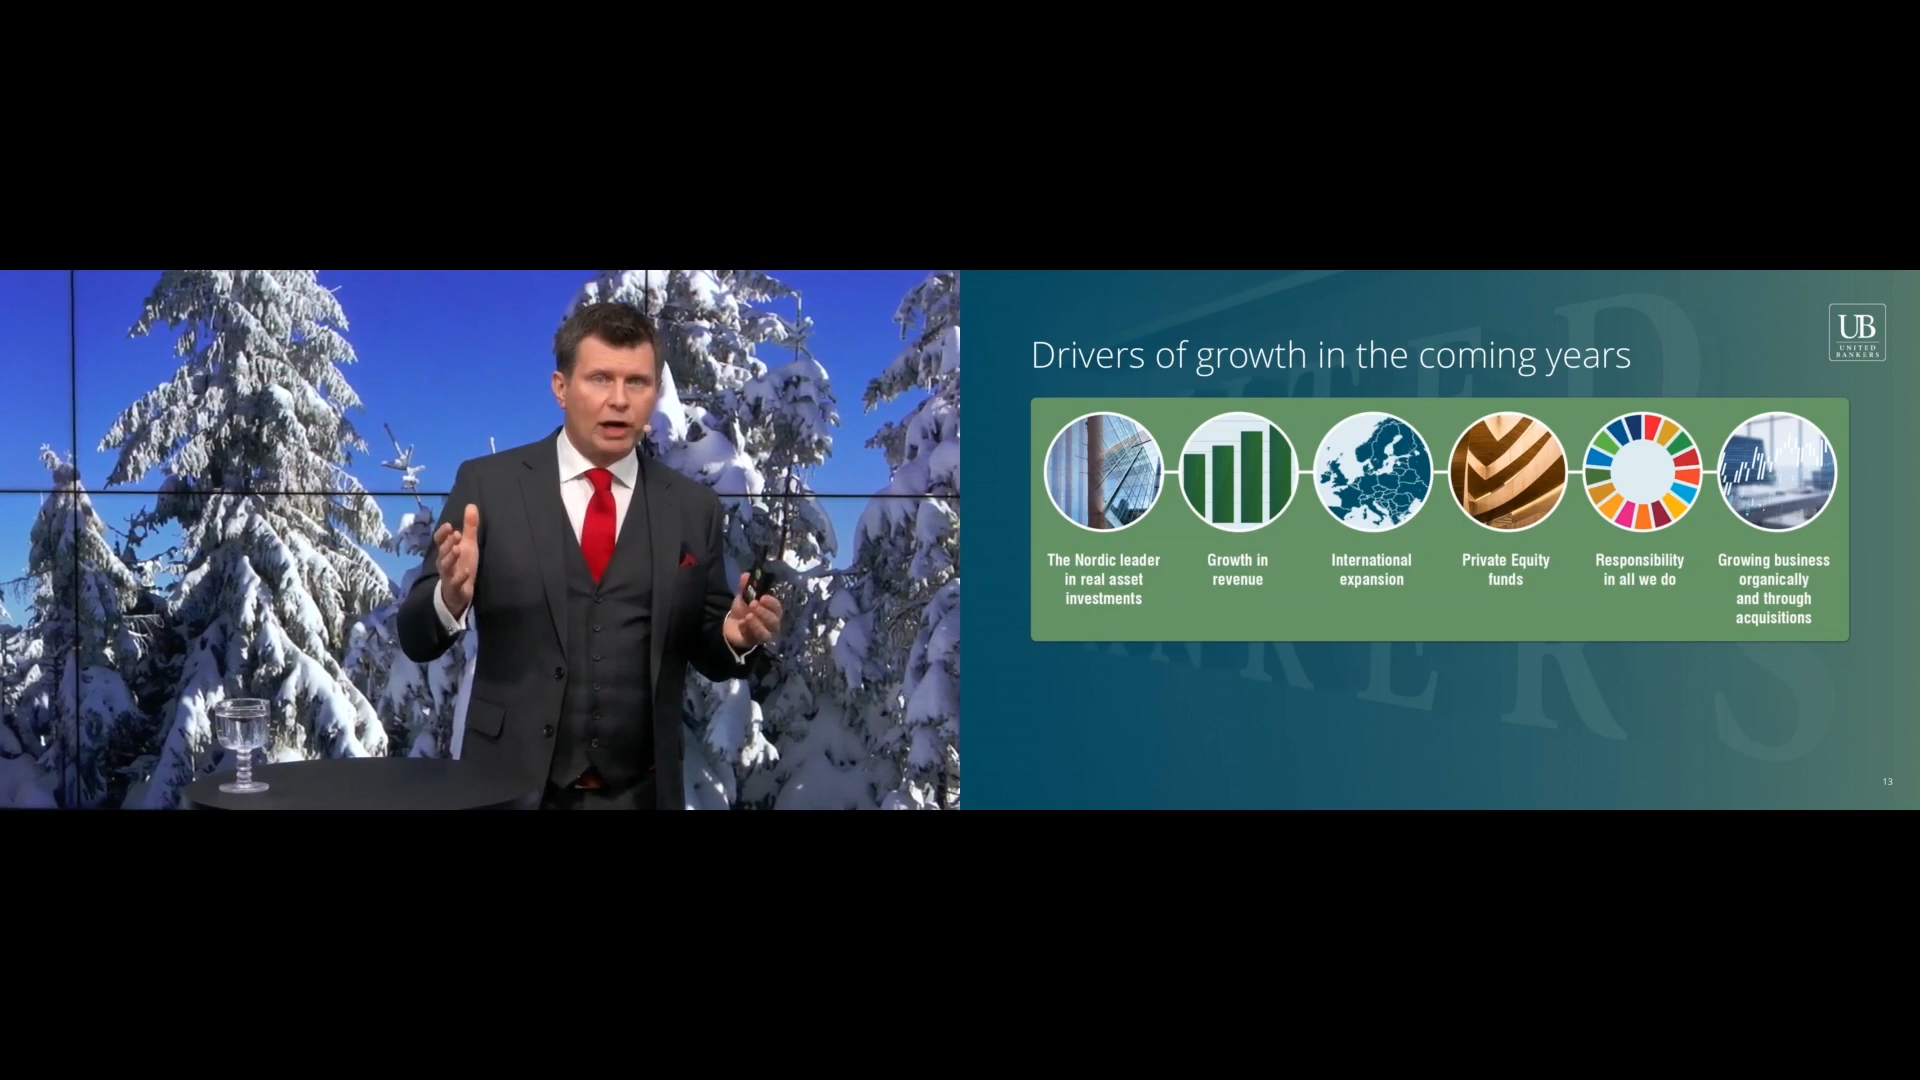 Drivers of growth in the coming years
UB
UNITED
BANKERS
The Nordic leader
in real asset
investments
Growth in
revenue
International
expansion
Private Equity
funds
Responsibility
in all we do
Growing business
organically
and through
acquisitions
13